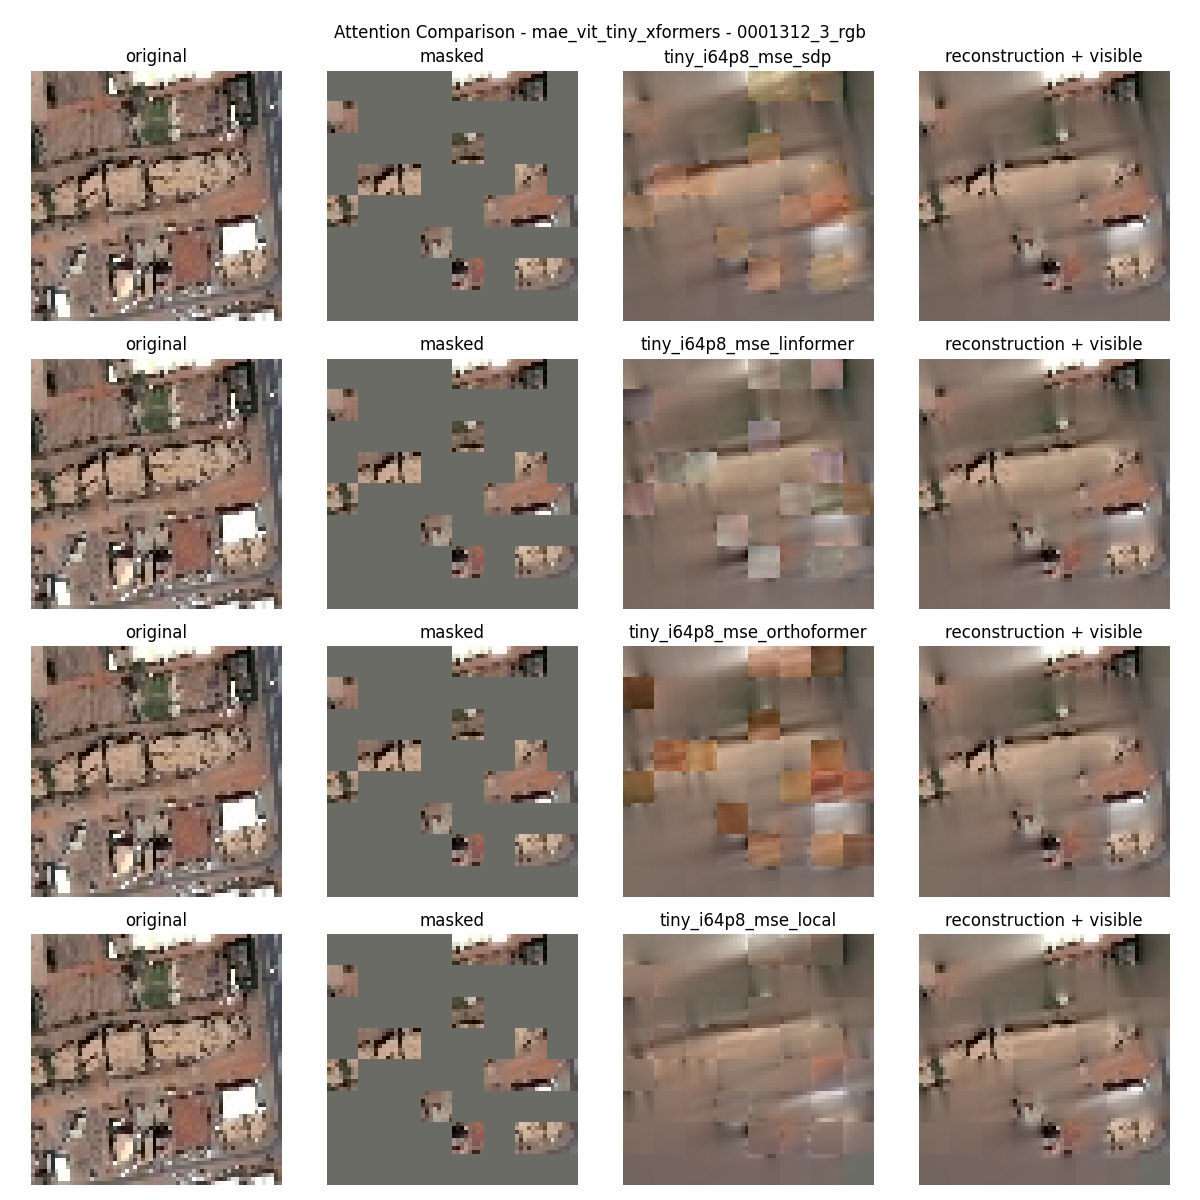 Attention Comparison - mae_vit_tiny_xformers - 0001312_3_rgb
original masked tiny_i64p8_mse_sdp reconstruction + visible
original masked tiny_i64p8_mse_linformer reconstruction + visible
original masked tiny_i64p8_mse_orthoformer reconstruction + visible
original masked tiny_i64p8_mse_local reconstruction + visible